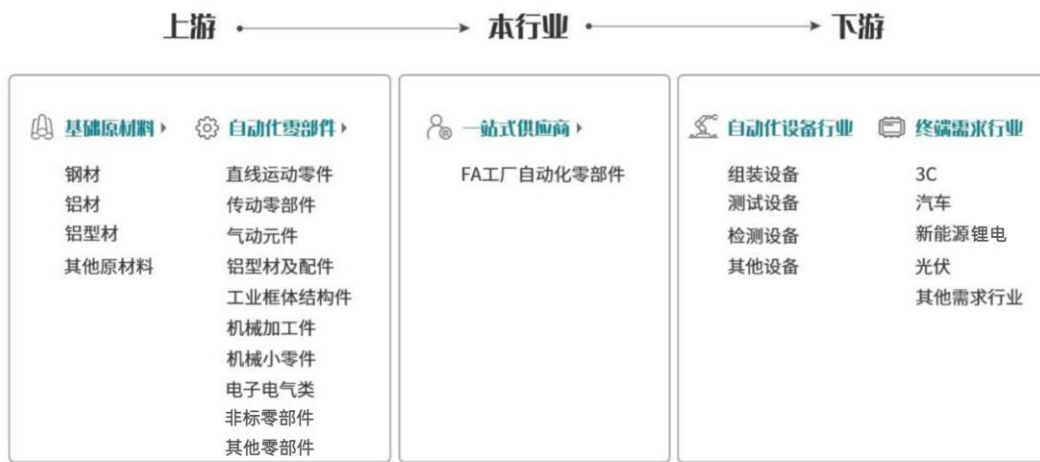 上游
本行业
下游
基础原材料
钢材
铝材
铝型材
其他原材料
自动化零部件
直线运动零件
传动零部件
气动元件
铝型材及配件
工业框体结构件
机械加工件
机械小零件
电子电气类
非标零部件
其他零部件
一站式供应商
FA工厂自动化零部件
自动化设备行业
组装设备
测试设备
检测设备
其他设备
终端需求行业
3C
汽车
新能源锂电
光伏
其他需求行业